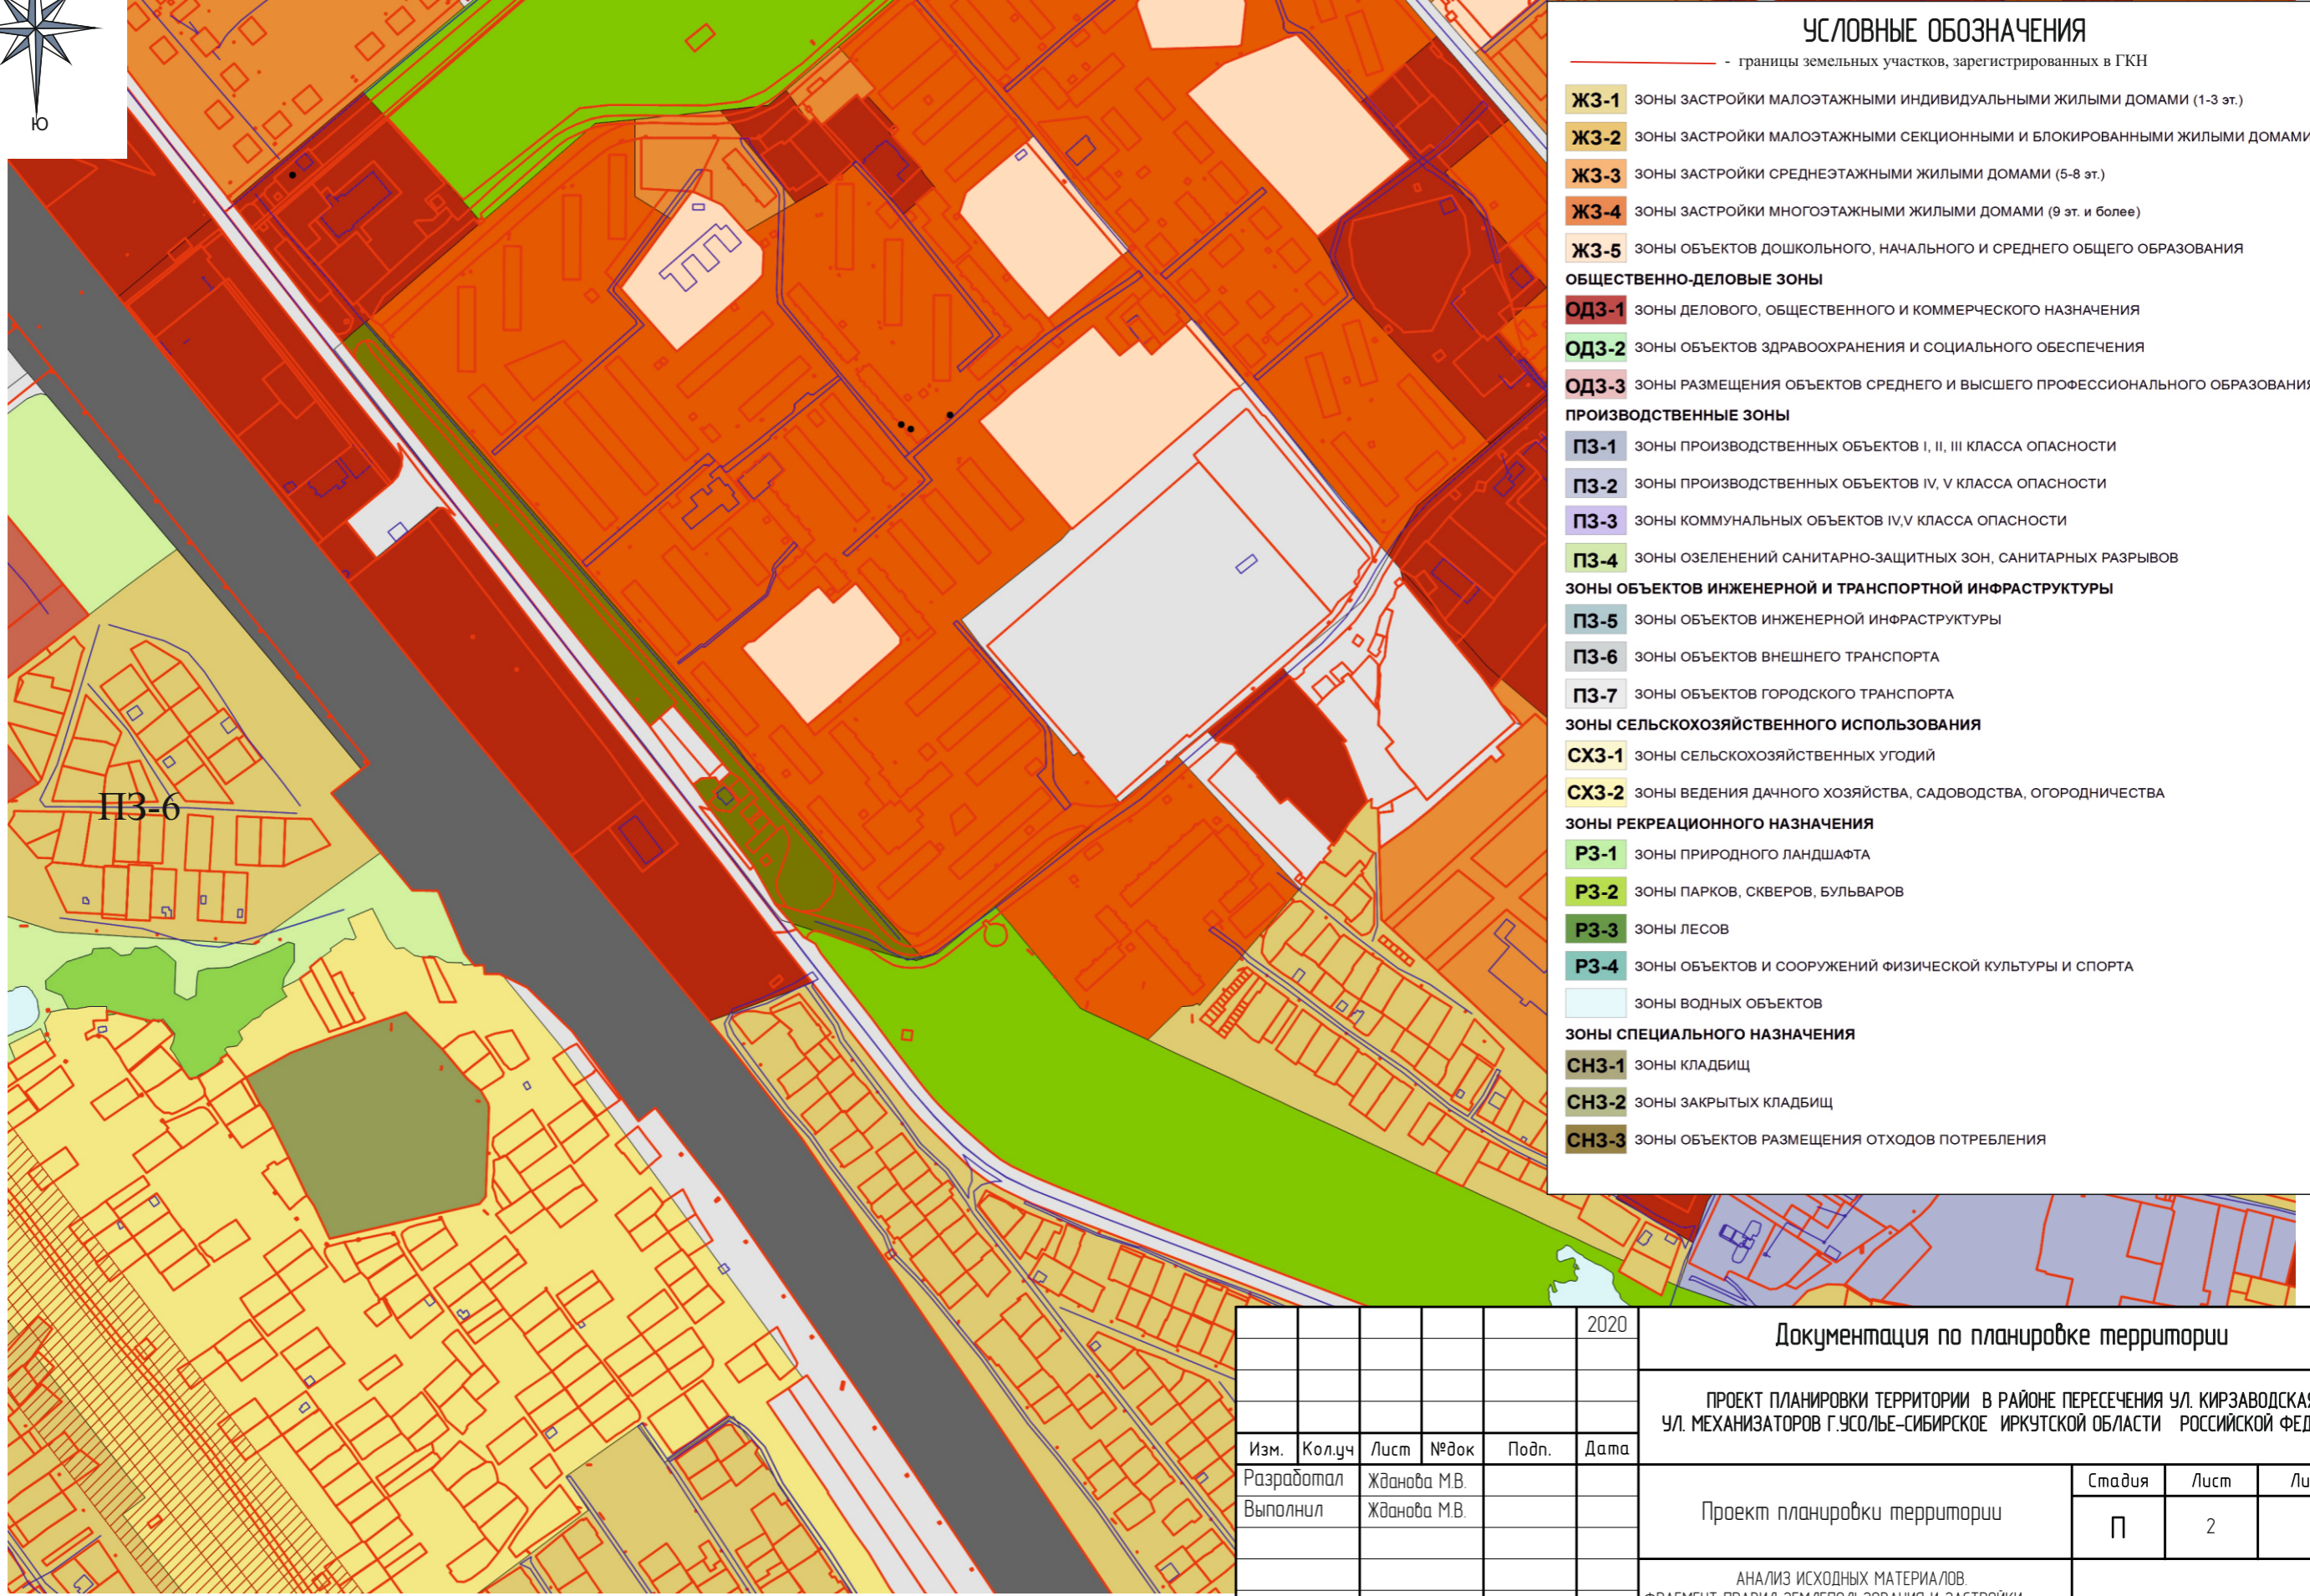 Ю
ПЗ-6
УСЛОВНЫЕ ОБОЗНАЧЕНИЯ
- границы земельных участков, зарегистрированных в ГКН
ЖЗ-1 ЗОНЫ ЗАСТРОЙКИ МАЛОЭТАЖНЫМИ ИНДИВИДУАЛЬНЫМИ ЖИЛЫМИ ДОМАМИ (1-3 эт.)
ЖЗ-2 ЗОНЫ ЗАСТРОЙКИ МАЛОЭТАЖНЫМИ СЕКЦИОННЫМИ И БЛОКИРОВАННЫМИ ЖИЛЫМИ ДОМАМИ
ЖЗ-3 ЗОНЫ ЗАСТРОЙКИ СРЕДНЕЭТАЖНЫМИ ЖИЛЫМИ ДОМАМИ (5-8 эт.)
ЖЗ-4 ЗОНЫ ЗАСТРОЙКИ МНОГОЭТАЖНЫМИ ЖИЛЫМИ ДОМАМИ (9 эт. и более)
ЖЗ-5 ЗОНЫ ОБЪЕКТОВ ДОШКОЛЬНОГО, НАЧАЛЬНОГО И СРЕДНЕГО ОБЩЕГО ОБРАЗОВАНИЯ
ОБЩЕСТВЕННО-ДЕЛОВЫЕ ЗОНЫ
ОДЗ-1 ЗОНЫ ДЕЛОВОГО, ОБЩЕСТВЕННОГО И КОММЕРЧЕСКОГО НАЗНАЧЕНИЯ
ОДЗ-2 ЗОНЫ ОБЪЕКТОВ ЗДРАВООХРАНЕНИЯ И СОЦИАЛЬНОГО ОБЕСПЕЧЕНИЯ
ОДЗ-3 ЗОНЫ РАЗМЕЩЕНИЯ ОБЪЕКТОВ СРЕДНЕГО И ВЫСШЕГО ПРОФЕССИОНАЛЬНОГО ОБРАЗОВАНИЯ
ПРОИЗВОДСТВЕННЫЕ ЗОНЫ
ПЗ-1 ЗОНЫ ПРОИЗВОДСТВЕННЫХ ОБЪЕКТОВ I, II, III КЛАССА ОПАСНОСТИ
ПЗ-2 ЗОНЫ ПРОИЗВОДСТВЕННЫХ ОБЪЕКТОВ IV, V КЛАССА ОПАСНОСТИ
ПЗ-3 ЗОНЫ КОММУНАЛЬНЫХ ОБЪЕКТОВ IV,V КЛАССА ОПАСНОСТИ
ПЗ-4 ЗОНЫ ОЗЕЛЕНЕНИЙ САНИТАРНО-ЗАЩИТНЫХ ЗОН, САНИТАРНЫХ РАЗРЫВОВ
ЗОНЫ ОБЪЕКТОВ ИНЖЕНЕРНОЙ И ТРАНСПОРТНОЙ ИНФРАСТРУКТУРЫ
ПЗ-5 ЗОНЫ ОБЪЕКТОВ ИНЖЕНЕРНОЙ ИНФРАСТРУКТУРЫ
ПЗ-6 ЗОНЫ ОБЪЕКТОВ ВНЕШНЕГО ТРАНСПОРТА
ПЗ-7 ЗОНЫ ОБЪЕКТОВ ГОРОДСКОГО ТРАНСПОРТА
ЗОНЫ СЕЛЬСКОХОЗЯЙСТВЕННОГО ИСПОЛЬЗОВАНИЯ
СХЗ-1 ЗОНЫ СЕЛЬСКОХОЗЯЙСТВЕННЫХ УГОДИЙ
СХЗ-2 ЗОНЫ ВЕДЕНИЯ ДАЧНОГО ХОЗЯЙСТВА, САДОВОДСТВА, ОГОРОДНИЧЕСТВА
ЗОНЫ РЕКРЕАЦИОННОГО НАЗНАЧЕНИЯ
РЗ-1 ЗОНЫ ПРИРОДНОГО ЛАНДШАФТА
РЗ-2 ЗОНЫ ПАРКОВ, СКВЕРОВ, БУЛЬВАРОВ
РЗ-3 ЗОНЫ ЛЕСОВ
РЗ-4 ЗОНЫ ОБЪЕКТОВ И СООРУЖЕНИЙ ФИЗИЧЕСКОЙ КУЛЬТУРЫ И СПОРТА
ЗОНЫ ВОДНЫХ ОБЪЕКТОВ
ЗОНЫ СПЕЦИАЛЬНОГО НАЗНАЧЕНИЯ
СНЗ-1 ЗОНЫ КЛАДБИЩ
СНЗ-2 ЗОНЫ ЗАКРЫТЫХ КЛАДБИЩ
СНЗ-3 ЗОНЫ ОБЪЕКТОВ РАЗМЕЩЕНИЯ ОТХОДОВ ПОТРЕБЛЕНИЯ
2020
Документация по планировке территории
ПРОЕКТ ПЛАНИРОВКИ ТЕРРИТОРИИ В РАЙОНЕ ПЕРЕСЕЧЕНИЯ УЛ. КИРЗАВОДСКАЯ
УЛ. МЕХАНИЗАТОРОВ Г.УСОЛЬЕ-СИБИРСКОЕ ИРКУТСКОЙ ОБЛАСТИ РОССИЙСКОЙ
Изм. Кол.уч Лист №док Подп. Дата
Разработал Жданова М.В.
Выполнил Жданова М.В.
Проект планировки территории
Стадия Лист
П 2
АНАЛИЗ ИСХОДНЫХ МАТЕРИАЛОВ.
ФРАГМЕНТ ПРАВИЛ ЗЕМЛЕПОЛЬЗОВАНИЯ И ЗАСТРОЙКИ